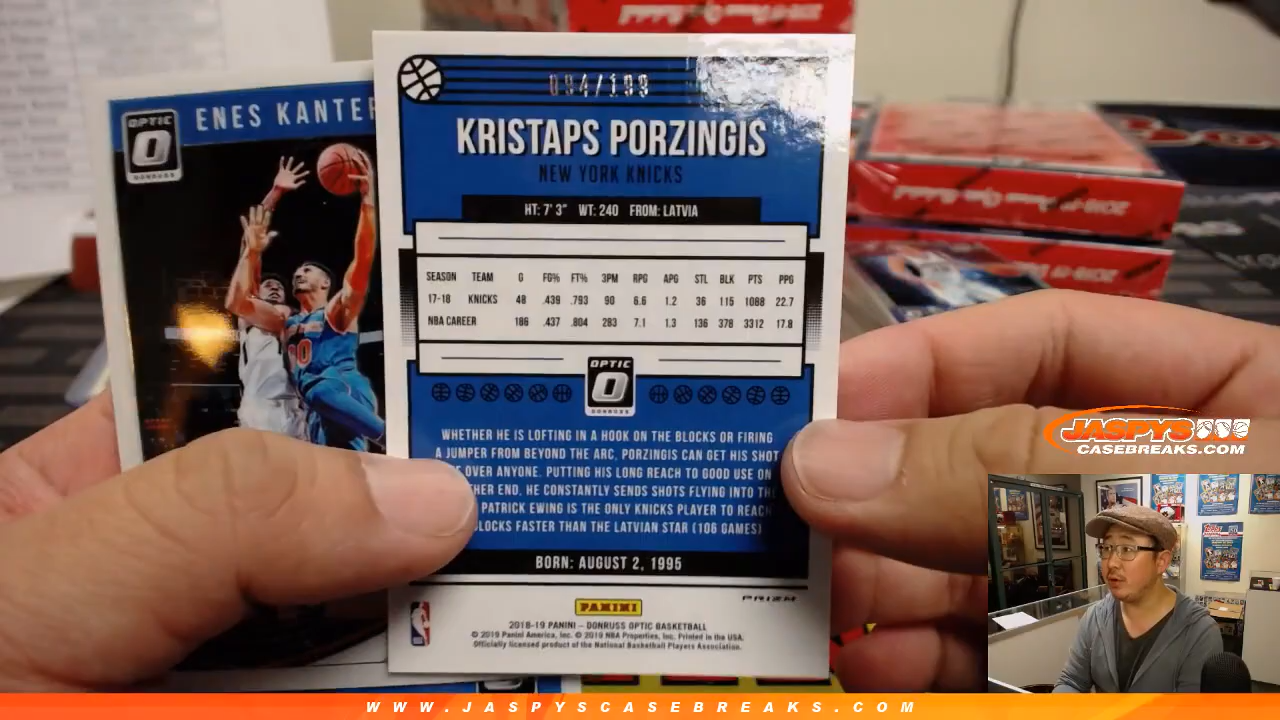 OPTIC
DONRUSS
ENES KANTER
094/199
KRISTAPS PORZINGIS
NEW YORK KNICKS
HT: 7' 3" WT: 240 FROM: LATVIA
SEASON TEAM G FG% FT% 3PM RPG APG STL BLK PTS PPG
17-18 KNICKS 48 .439 .793 90 6.6 1.2 36 115 1088 22.7
NBA CAREER 186 .437 .804 283 7.1 1.3 136 378 3312 17.8
OPTIC
DONRUSS
WHETHER HE IS LOFTING IN A HOOK ON THE BLOCKS OR FIRING
A JUMPER FROM BEYOND THE ARC, PORZINGIS CAN GET HIS SHOT
OVER ANYONE. PUTTING HIS LONG REACH TO GOOD USE ON
HER END, HE CONSTANTLY SENDS SHOTS FLYING INTO THE
PATRICK EWING IS THE ONLY KNICKS PLAYER TO REACH
LOCKS FASTER THAN THE LATVIAN STAR (106 GAMES)
BORN: AUGUST 2, 1995
PANINI
PRIZM
2018-19 PANINI – DONRUSS OPTIC BASKETBALL
© 2019 Panini America, Inc. © 2019 NBA Properties, Inc. Printed in the USA.
Officially licensed product of the National Basketball Players Association.
NBA
JASPYS
CASEBREAKS.COM
Topps
WWW.JASPYSCASEBREAKS.COM